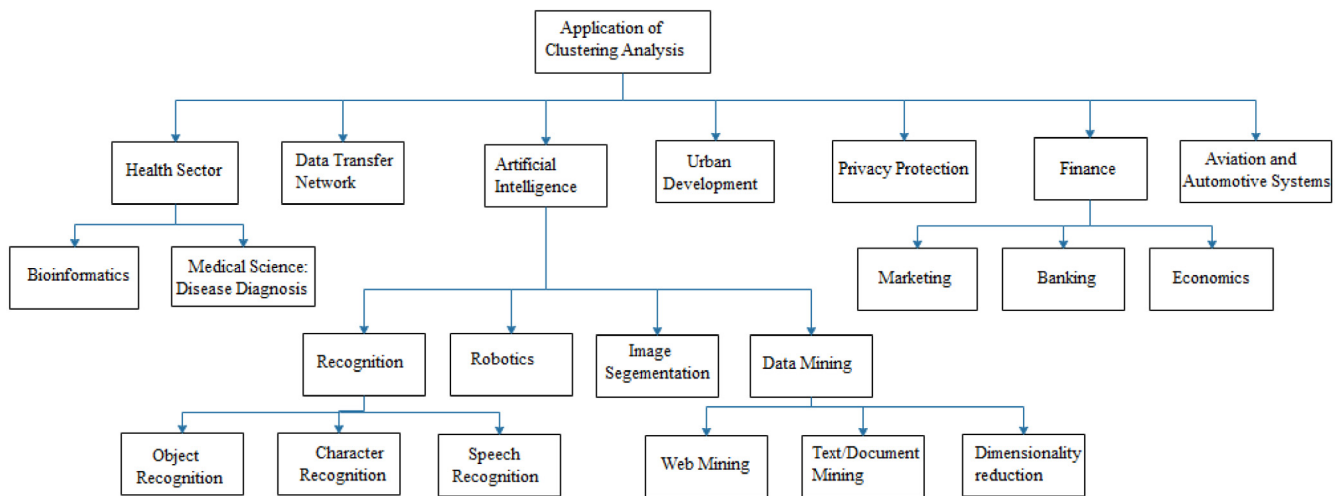 Application of
Clustering Analysis
Health Sector
Data Transfer
Network
Artificial
Intelligence
Urban
Development
Privacy Protection
Finance
Aviation and
Automotive Systems
Bioinformatics
Medical Science:
Disease Diagnosis
Marketing
Banking
Economics
Recognition
Robotics
Image
Segementation
Data Mining
Object
Recognition
Character
Recognition
Speech
Recognition
Web Mining
Text/Document
Mining
Dimensionality
reduction